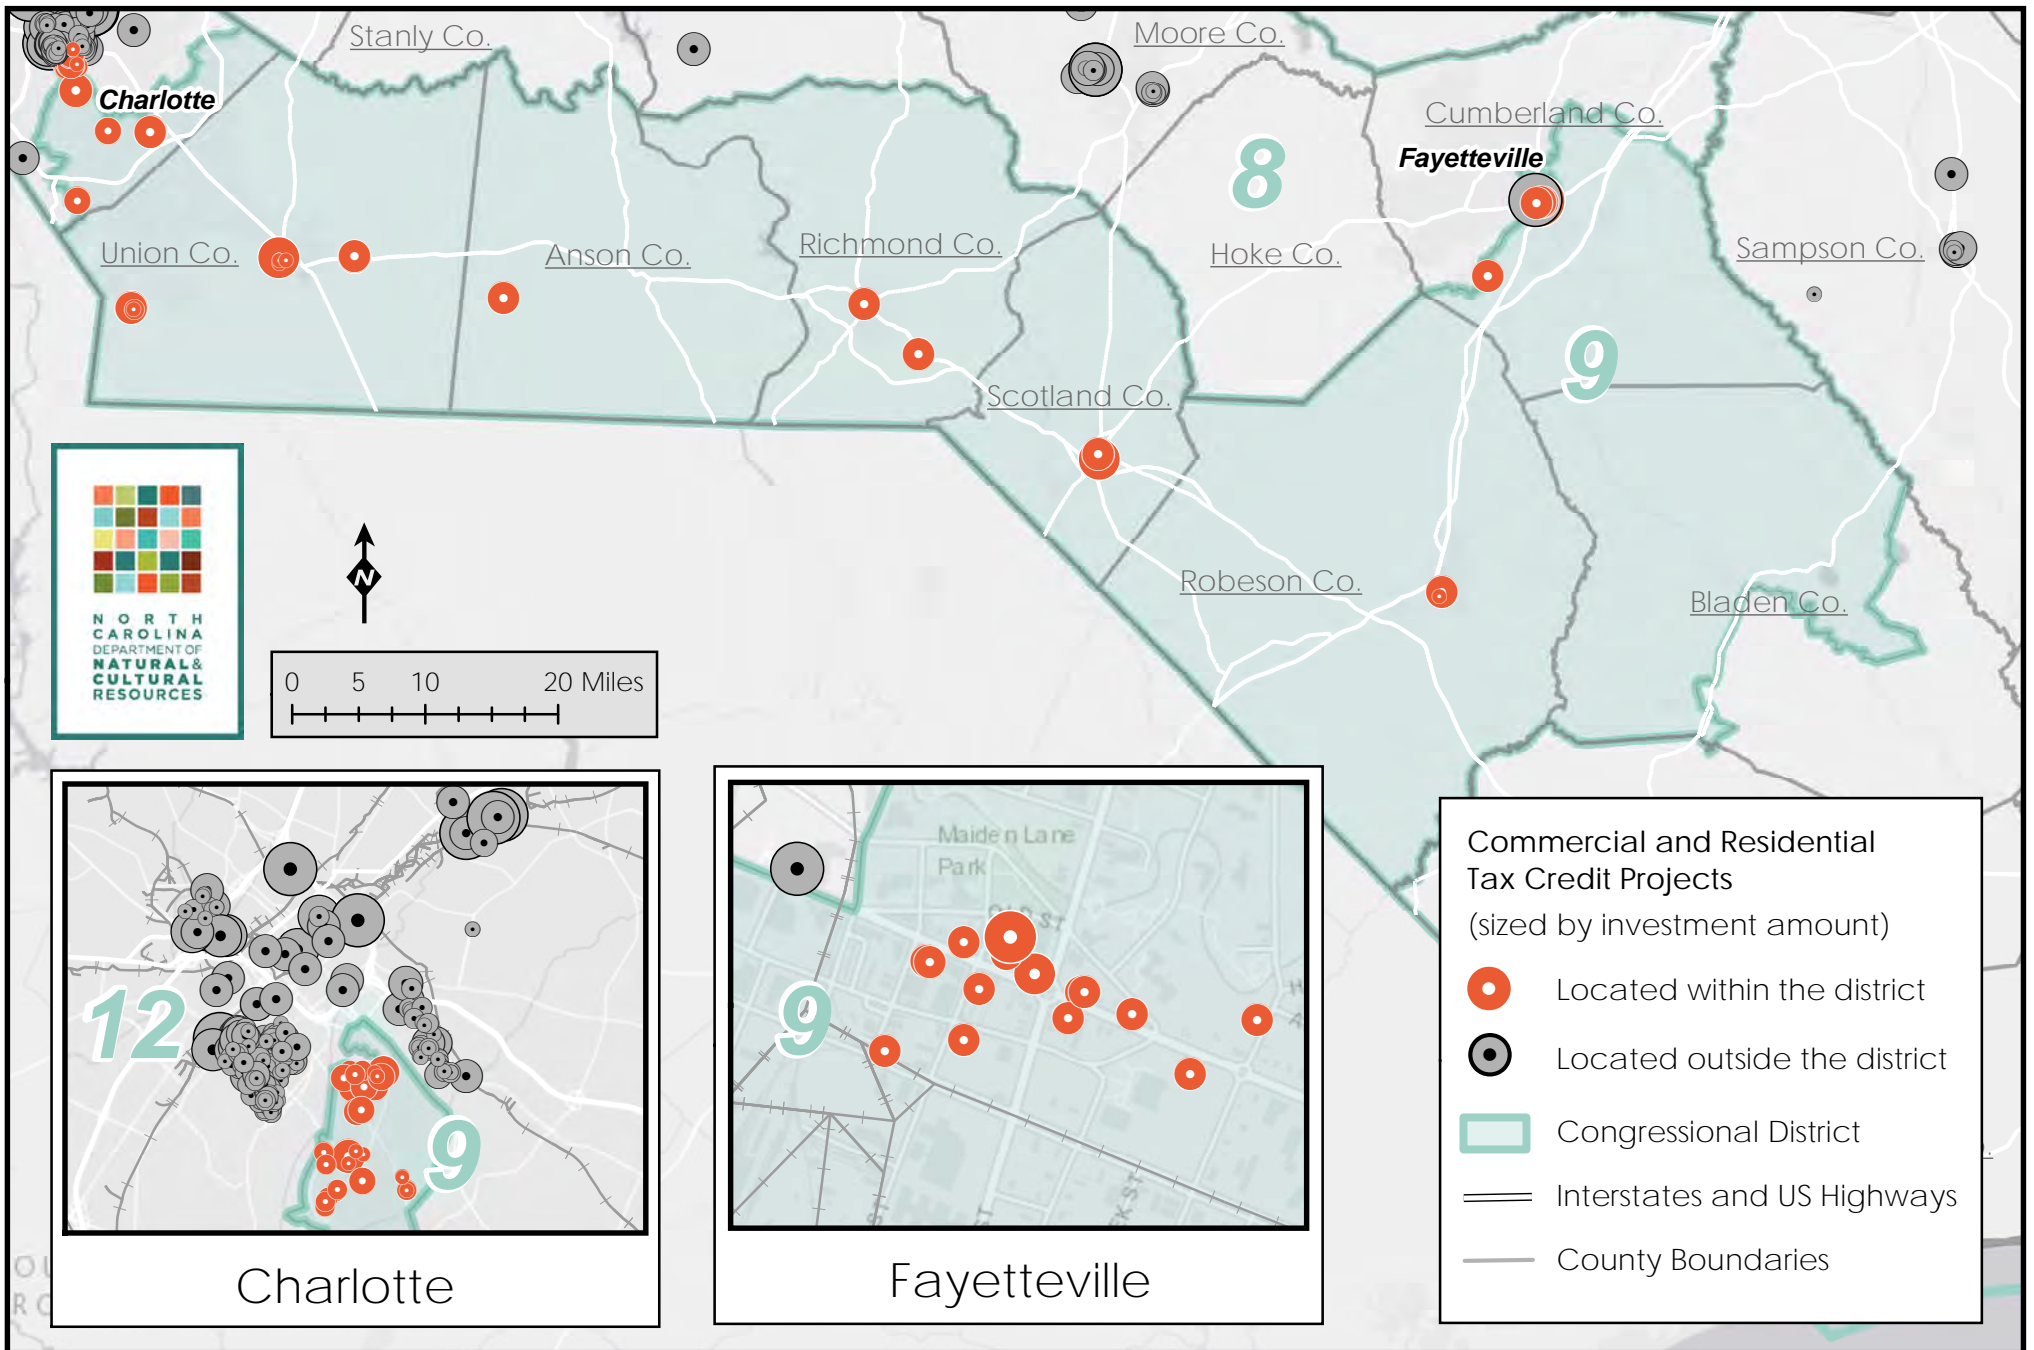 Stanly Co.
Moore Co.
Charlotte
Cumberland Co.
8
Fayetteville
Union Co.
Anson Co.
Richmond Co.
Hoke Co.
Sampson Co.
9
Scotland Co.
Robeson Co.
Bladen Co.
NORTH
CAROLINA
DEPARTMENT OF
NATURAL &
CULTURAL
RESOURCES
N
0 5 10 20 Miles
12
9
Charlotte
Maiden Lane
Park
OLD ST
9
Fayetteville
Commercial and Residential
Tax Credit Projects
(sized by investment amount)
Located within the district
Located outside the district
Congressional District
Interstates and US Highways
County Boundaries